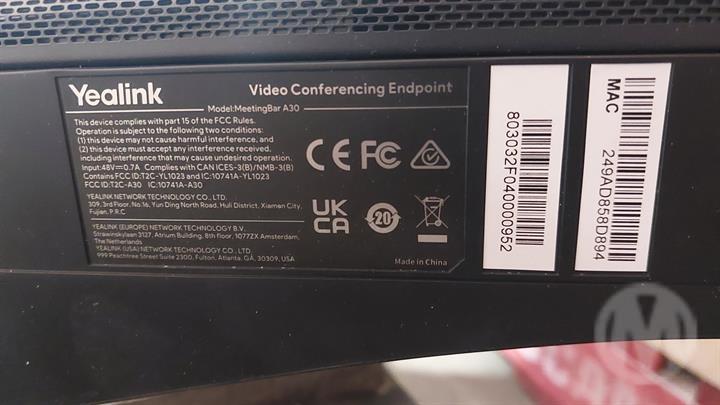 Yealink
Video Conferencing Endpoint
Model:MeetingBar A30
This device complies with part 15 of the FCC Rules.
Operation is subject to the following two conditions:
(1) this device may not cause harmful interference, and
(2) this device must accept any interference received,
including interference that may cause undesired operation.
Input:48V⎓0.7A Complies with CAN ICES-3(B)/NMB-3(B)
Contains FCC ID:T2C-YL1023 and IC:10741A-YL1023
FCC ID:T2C-A30 IC:10741A-A30
YEALINK NETWORK TECHNOLOGY CO., LTD.
309, 3rd Floor, No.16, Yun Ding North Road, Huli District, Xiamen City,
Fujian, P.R.C
YEALINK (EUROPE) NETWORK TECHNOLOGY B.V.
Strawinskylaan 3127, Atrium Building, 8th floor, 1077ZX Amsterdam,
The Netherlands
YEALINK (USA) NETWORK TECHNOLOGY CO., LTD.
999 Peachtree Street Suite 2300, Fulton, Atlanta, GA, 30309, USA
CE FC
UK
CA
20
Made in China
803032F040000952
MAC
249AD858D894
M